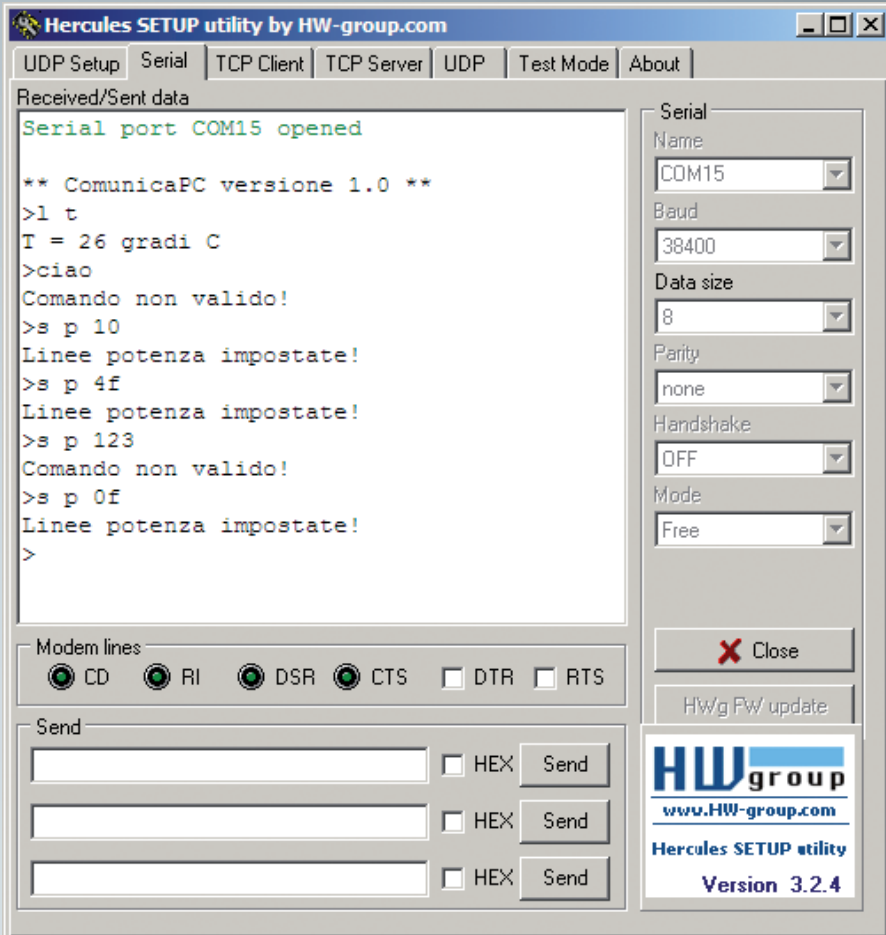 Hercules SETUP utility by HW-group.com
UDP Setup Serial TCP Client TCP Server UDP Test Mode About
Received/Sent data
Serial port COM15 opened
** ComunicaPC versione 1.0 **
>l t
T = 26 gradi C
>ciao
Comando non valido!
>s p 10
Linee potenza impostate!
>s p 4f
Linee potenza impostate!
>s p 123
Comando non valido!
>s p 0f
Linee potenza impostate!
>
Serial
Name
COM15
Baud
38400
Data size
8
Parity
none
Handshake
OFF
Mode
Free
Close
HWg FW update
Modem lines
CD RI DSR CTS DTR RTS
Send
HEX Send
HEX Send
HEX Send
HW group
www.HW-group.com
Hercules SETUP utility
Version 3.2.4